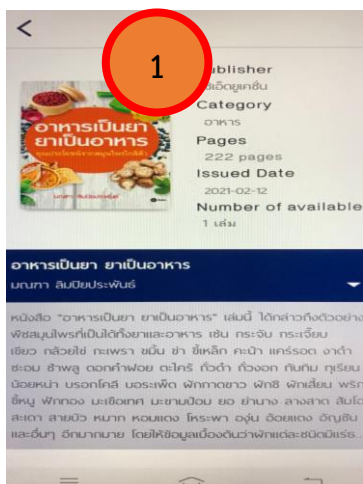 1
ublisher
ซีเอ็ดยูเคชั่น
Category
อาหาร
Pages
222 pages
Issued Date
2021-02-12
Number of available
1 เล่ม
อาหารเป็นยา
ยาเป็นอาหาร
อาหารเป็นยา ยาเป็นอาหาร
มณฑา ลิมปิยประพันธ์
หนังสือ "อาหารเป็นยา ยาเป็นอาหาร" เล่มนี้ ได้กล่าวถึงตัวอย่าง
พืชสมุนไพรที่เป็นได้ทั้งยาและอาหาร เช่น กระจับ กระเจี๊ยบ
เขียว กล้วยไข่ กะเพรา ขมิ้น ข่า ขี้เหล็ก คะน้า แครรอต งาดำ
ชะอม ช้าพลู ดอกคำฝอย ตะไคร้ ถั่วดำ ถั่วงอก ทับทิม ทุเรียน
น้อยหน่า บรอกโคลี บอระเพ็ด ผักกาดขาว ผักชี ผักเสี้ยน พริก
ขี้หนู ฟักทอง มะเขือเทศ มะขามป้อม ยอ ย่านาง ลางสาด ส้มโอ
สะเดา สายบัว หมาก หอมแดง โหระพา องุ่น อ้อยแดง อัญชัน
และอื่นๆ อีกมากมาย โดยให้ข้อมูลเบื้องต้นว่าผักแต่ละชนิดมีแร่ธ...